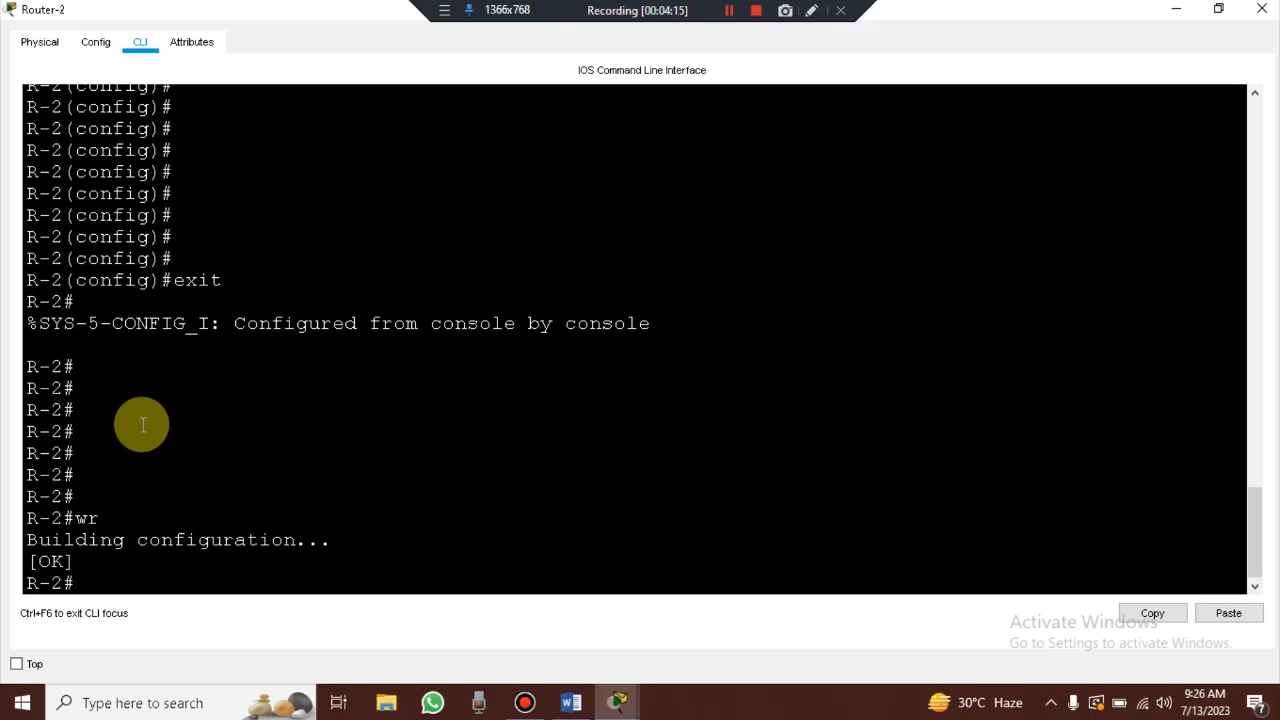 Router-2
1366x768
Recording [00:04:15]
Physical
Config
CLI
Attributes
IOS Command Line Interface
R-2(config)#
R-2(config)#
R-2(config)#
R-2(config)#
R-2(config)#
R-2(config)#
R-2(config)#
R-2(config)#
R-2(config)#
R-2(config)#exit
R-2#
%SYS-5-CONFIG_I: Configured from console by console
R-2#
R-2#
R-2#
R-2#
R-2#
R-2#
R-2#
R-2#wr
Building configuration...
[OK]
R-2#
Ctrl+F6 to exit CLI focus
Copy
Paste
Activate Windows
Go to Settings to activate Windows.
Top
Type here to search
30°C Haze
9:26 AM
7/13/2023
7